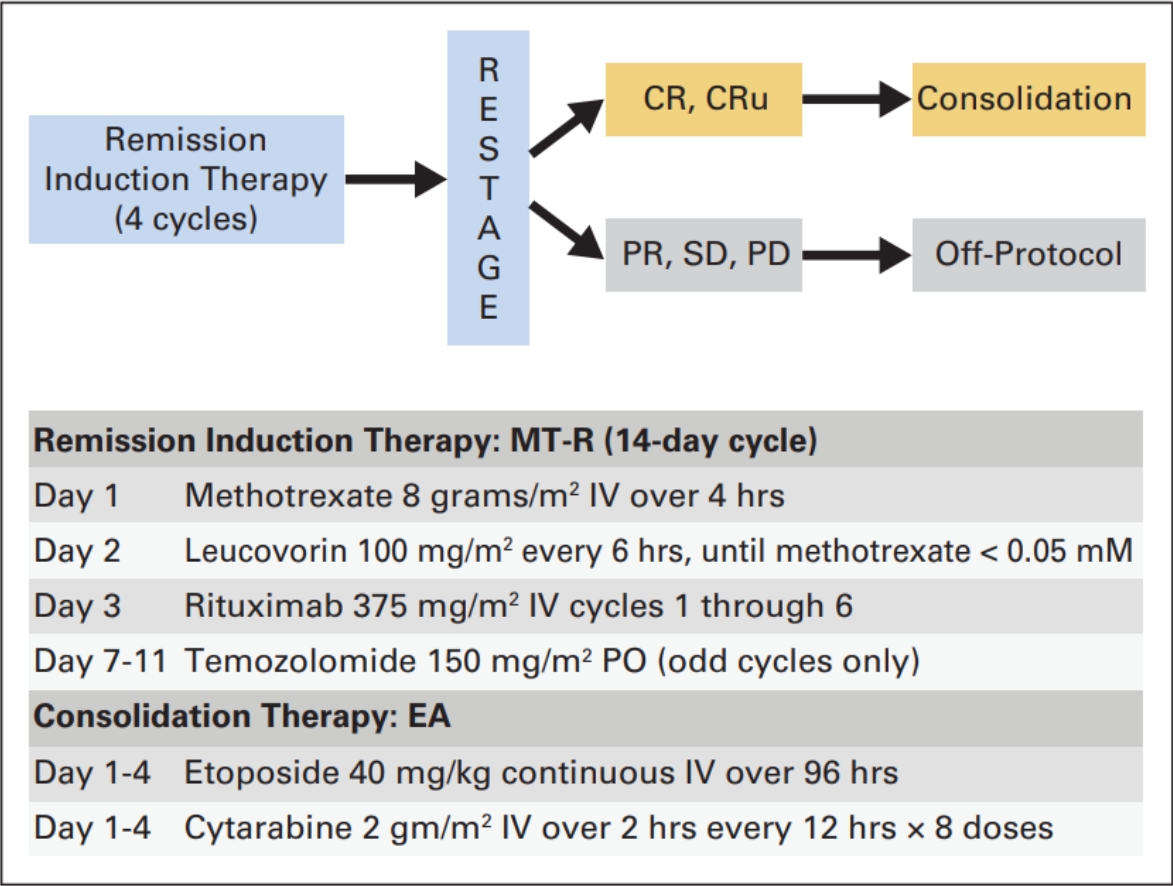 Remission
Induction Therapy
(4 cycles)
RESTAGE
CR, CRu
Consolidation
PR, SD, PD
Off-Protocol
Remission Induction Therapy: MT-R (14-day cycle)
Day 1 Methotrexate 8 grams/m² IV over 4 hrs
Day 2 Leucovorin 100 mg/m² every 6 hrs, until methotrexate < 0.05 mM
Day 3 Rituximab 375 mg/m² IV cycles 1 through 6
Day 7-11 Temozolomide 150 mg/m² PO (odd cycles only)
Consolidation Therapy: EA
Day 1-4 Etoposide 40 mg/kg continuous IV over 96 hrs
Day 1-4 Cytarabine 2 gm/m² IV over 2 hrs every 12 hrs × 8 doses